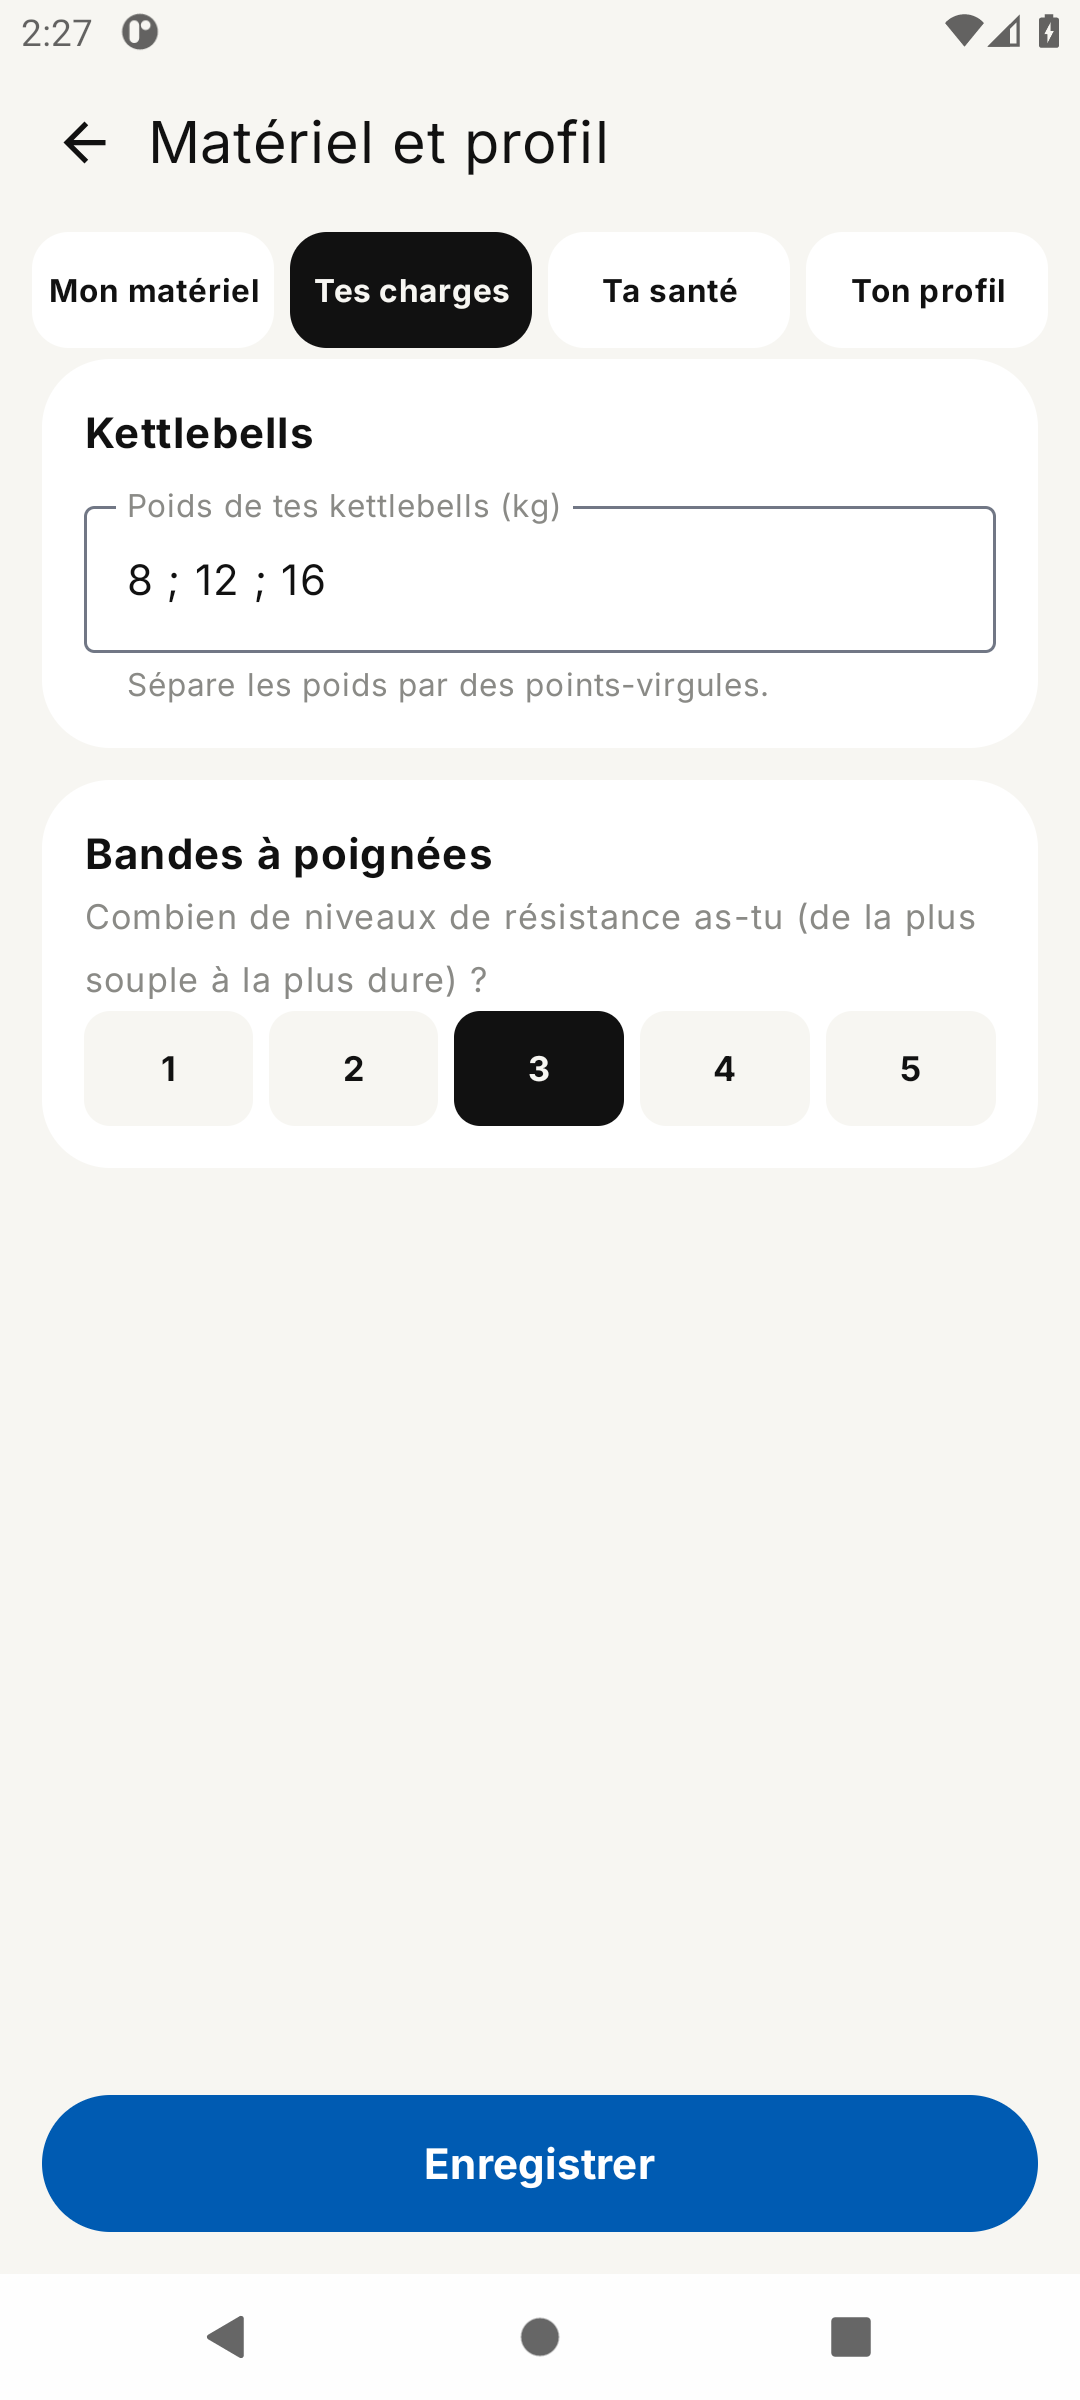 2:27
Matériel et profil
Mon matériel
Tes charges
Ta santé
Ton profil
Kettlebells
Poids de tes kettlebells (kg)
8 ; 12 ; 16
Sépare les poids par des points-virgules.
Bandes à poignées
Combien de niveaux de résistance as-tu (de la plus
souple à la plus dure) ?
1
2
3
4
5
Enregistrer